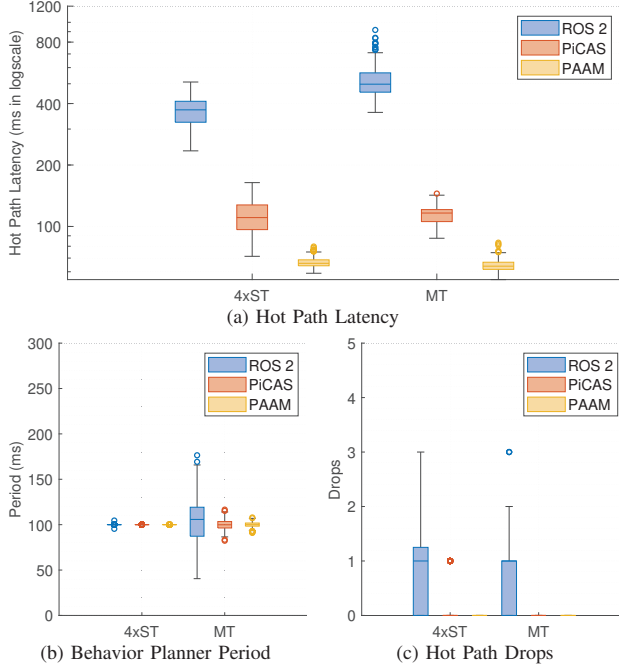 1200
800
400
200
100
Hot Path Latency (ms in logscale)
ROS 2
PiCAS
PAAM
4xST MT
(a) Hot Path Latency
300
250
200
150
100
50
0
Period (ms)
ROS 2
PiCAS
PAAM
4xST MT
(b) Behavior Planner Period
5
4
3
2
1
0
Drops
ROS 2
PiCAS
PAAM
4xST MT
(c) Hot Path Drops